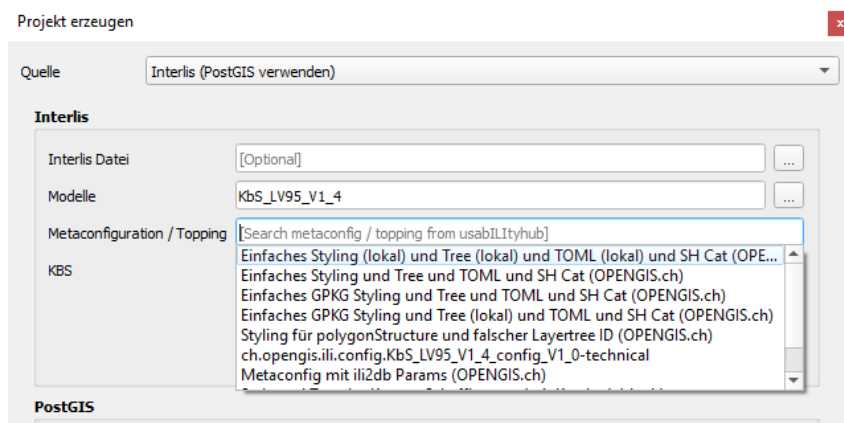 Projekt erzeugen
x
Quelle Interlis (PostGIS verwenden)
Interlis
Interlis Datei [Optional] ...
Modelle KbS_LV95_V1_4 ...
Metaconfiguration / Topping [Search metaconfig / topping from usabILItyhub]
Einfaches Styling (lokal) und Tree (lokal) und TOML (lokal) und SH Cat (OPE...
KBS
Einfaches Styling und Tree und TOML und SH Cat (OPENGIS.ch)
Einfaches GPKG Styling und Tree und TOML und SH Cat (OPENGIS.ch)
Einfaches GPKG Styling und Tree (lokal) und TOML und SH Cat (OPENGIS.ch)
Styling für polygonStructure und falscher Layertree ID (OPENGIS.ch)
ch.opengis.ili.config.KbS_LV95_V1_4_config_V1_0-technical
Metaconfig mit ili2db Params (OPENGIS.ch)
PostGIS